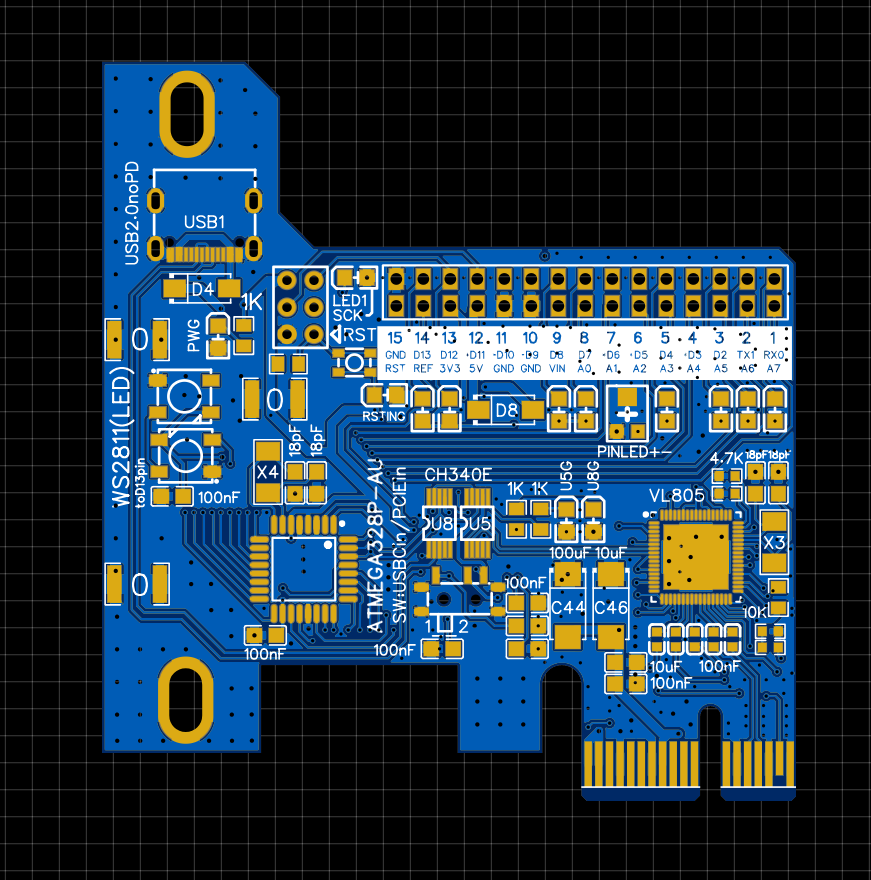 USB2.0noPD
USB1
D4
1K
LED1
SCK
RST
PWG
0
15 14 13 12 11 10 9 8 7 6 5 4 3 2 1
GND D13 D12 D11 D10 D9 D8 D7 D6 D5 D4 D3 D2 TX1 RX0
RST REF 3V3 5V GND GND VIN A0 A1 A2 A3 A4 A5 A6 A7
0
RSTING
D8
PINLED+-
WS2811(LED)
toD13pin
100nF
18pF
18pF
X4
ATMEGA328P-AU
SW:USBCin/PCIEin
CH340E
U8
U5
1K
1K
U5G
U8G
VL805
4.7K
18pF
18pF
X3
100uF
10uF
C44
C46
10K
0
100nF
1
2
100nF
100nF
10uF
100nF
100nF